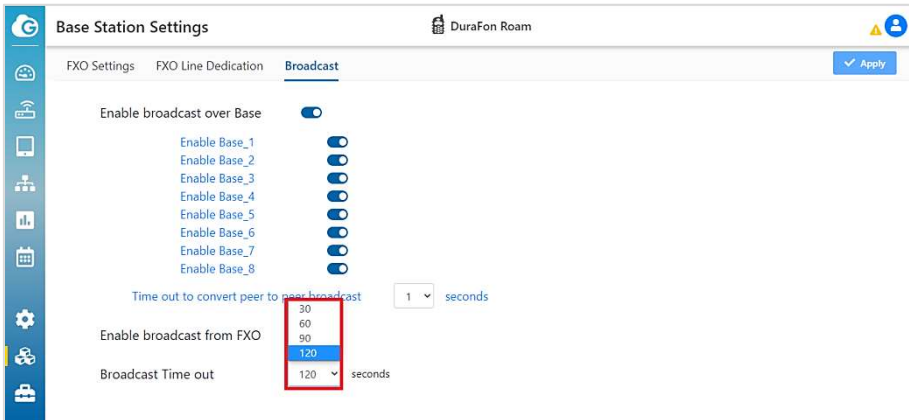 Base Station Settings
DuraFon Roam
FXO Settings FXO Line Dedication Broadcast
Apply
Enable broadcast over Base
Enable Base_1
Enable Base_2
Enable Base_3
Enable Base_4
Enable Base_5
Enable Base_6
Enable Base_7
Enable Base_8
Time out to convert peer to peer broadcast 1 seconds
30
60
Enable broadcast from FXO
90
120
Broadcast Time out 120 seconds